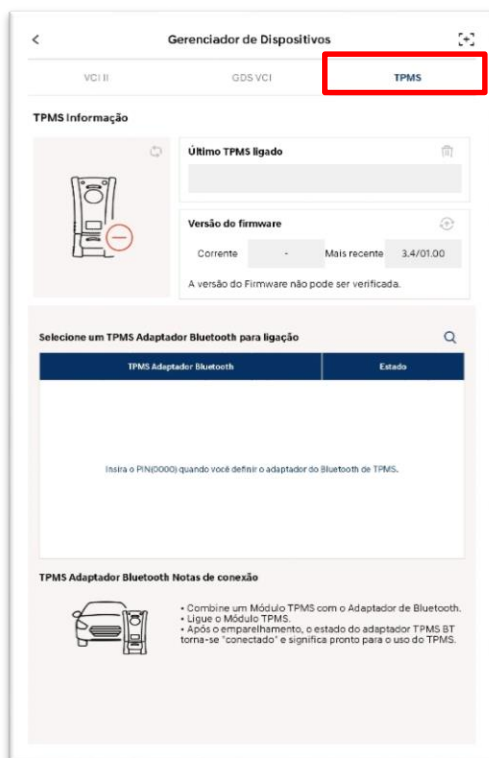 Gerenciador de Dispositivos
VCI II GDS VCI TPMS
TPMS Informação
Último TPMS ligado
Versão do firmware
Corrente - Mais recente 3.4/01.00
A versão do Firmware não pode ser verificada.
Selecione um TPMS Adaptador Bluetooth para ligação
TPMS Adaptador Bluetooth Estado
Insira o PIN(0000) quando você definir o adaptador do Bluetooth de TPMS.
TPMS Adaptador Bluetooth Notas de conexão
• Combine um Módulo TPMS com o Adaptador de Bluetooth.
• Ligue o Módulo TPMS.
• Após o emparelhamento, o estado do adaptador TPMS BT
torna-se "conectado" e significa pronto para o uso do TPMS.